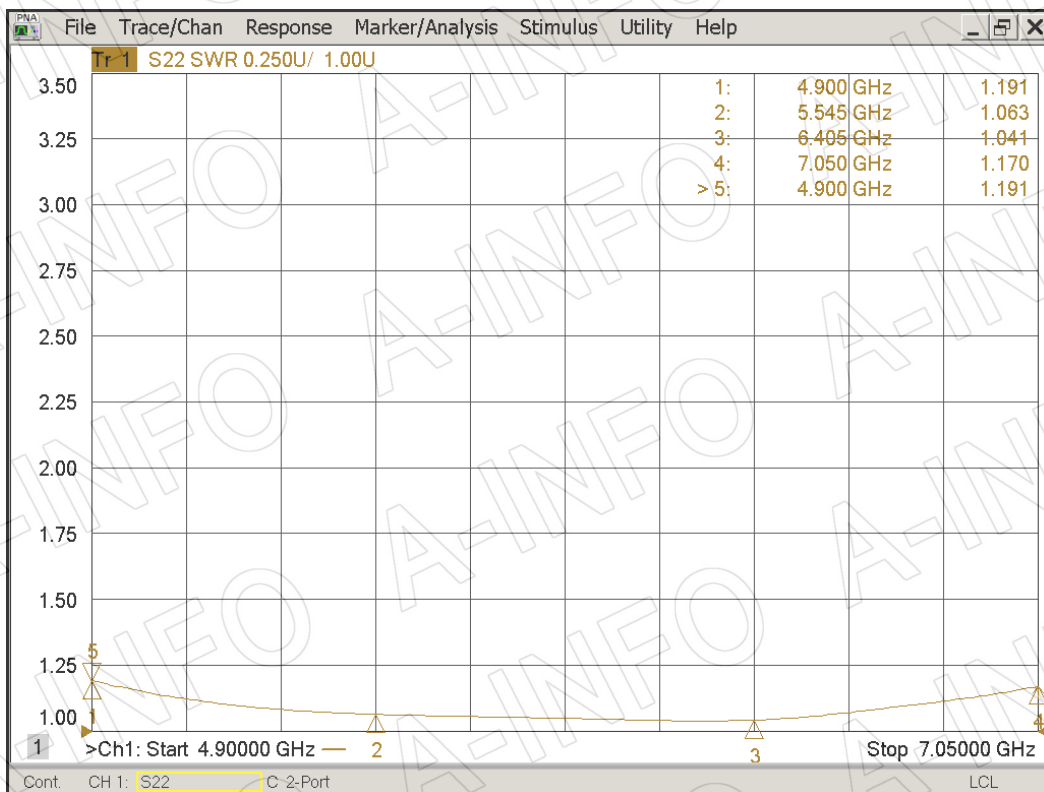 PNA File Trace/Chan Response Marker/Analysis Stimulus Utility Help
Tr 1 S22 SWR 0.250U/ 1.00U
1: 4.900 GHz 1.191
2: 5.545 GHz 1.063
3: 6.405 GHz 1.041
4: 7.050 GHz 1.170
> 5: 4.900 GHz 1.191
3.50
3.25
3.00
2.75
2.50
2.25
2.00
1.75
1.50
1.25
1.00
5
1
2
3
4
1 >Ch1: Start 4.90000 GHz Stop 7.05000 GHz
Cont. CH 1: S22 C 2-Port LCL
A-INFO
A-INFO
A-INFO
A-INFO
A-INFO
A-INFO
A-INFO
A-INFO